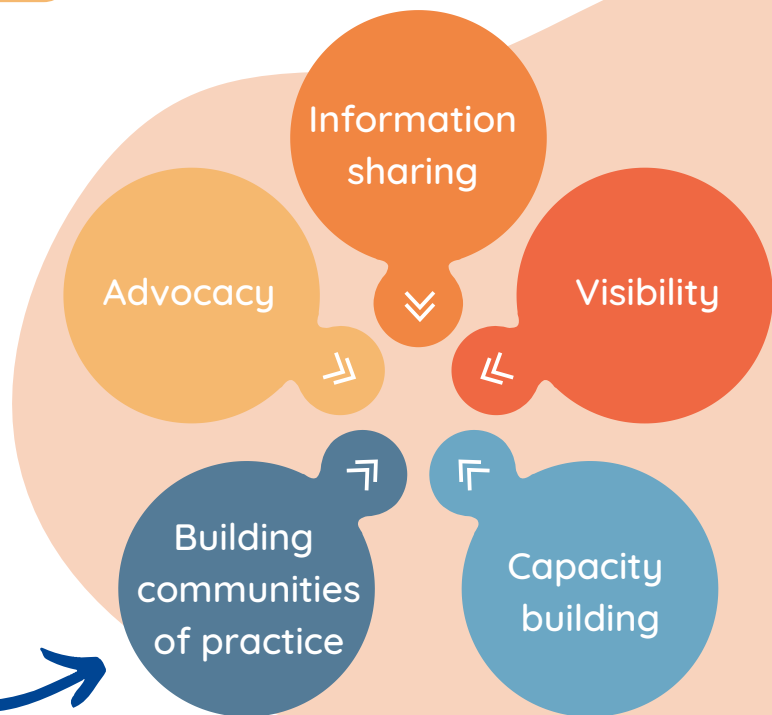 Information
sharing
Advocacy
Visibility
Building
communities
of practice
Capacity
building